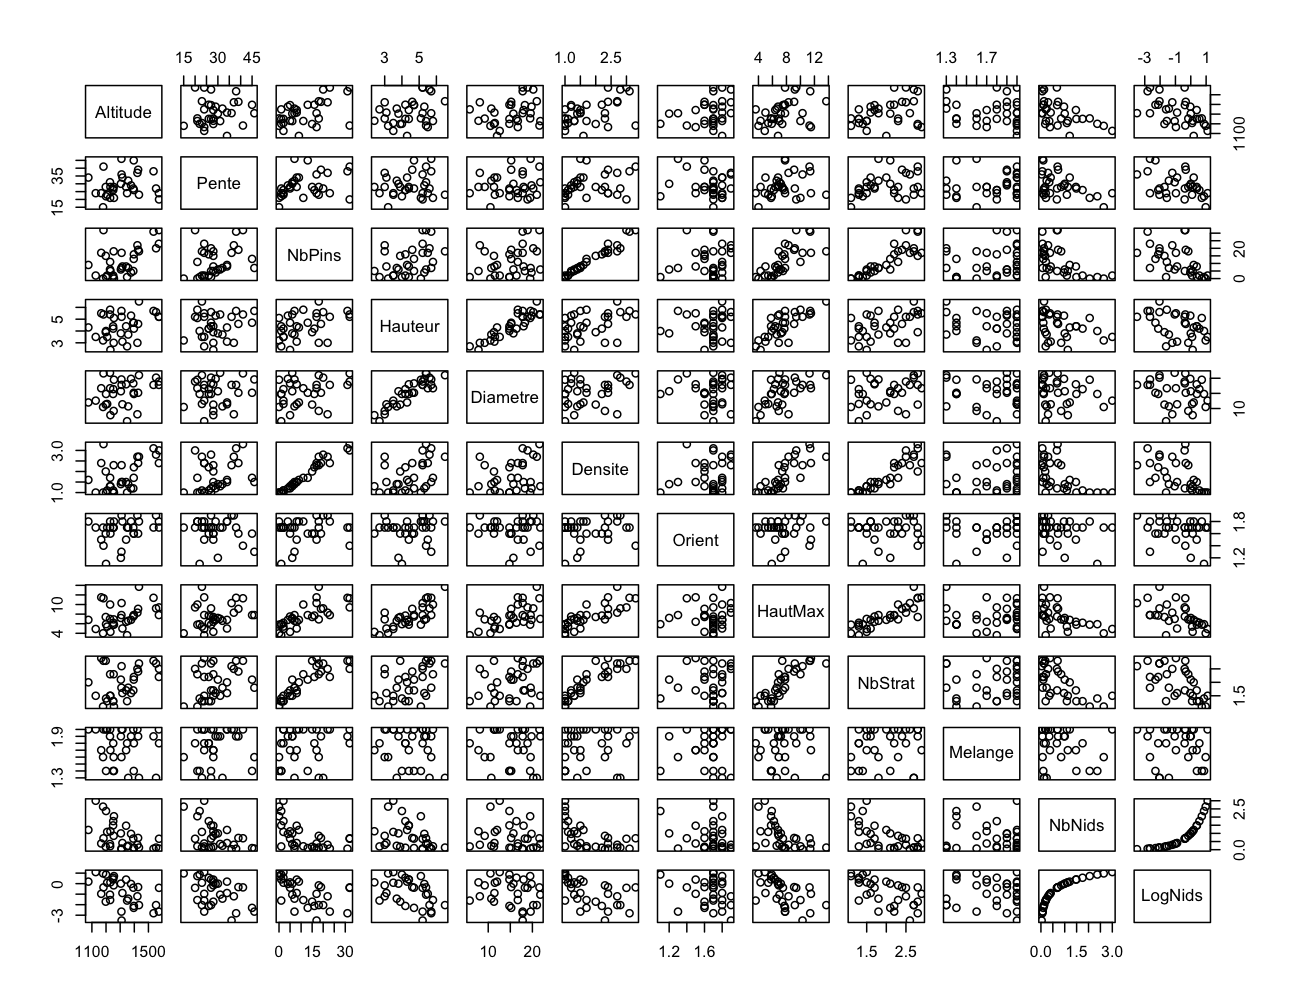 15 30 45 3 5 1.0 2.5 4 8 12 1.3 1.7 -3 -1 1
Altitude 1100
15 35 Pente
NbPins 0 20
3 5 Hauteur
Diametre 10
1.0 3.0 Densite
Orient 1.2 1.8
4 10 HautMax
NbStrat 1.5
1.3 1.9 Melange
NbNids 0.0 2.5
-3 0 LogNids
1100 1500 0 15 30 10 20 1.2 1.6 1.5 2.5 0.0 1.5 3.0